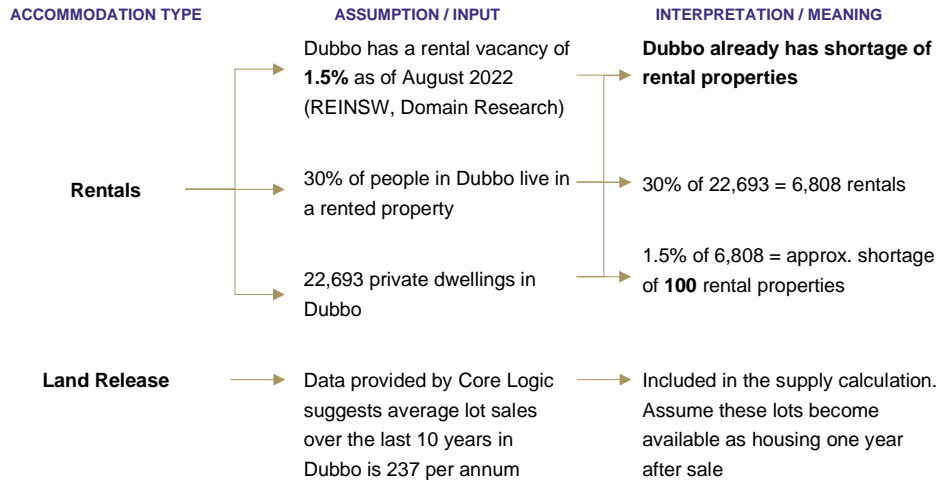 ACCOMMODATION TYPE
ASSUMPTION / INPUT
INTERPRETATION / MEANING
Rentals
Dubbo has a rental vacancy of
1.5% as of August 2022
(REINSW, Domain Research)
Dubbo already has shortage of
rental properties
30% of people in Dubbo live in
a rented property
30% of 22,693 = 6,808 rentals
22,693 private dwellings in
Dubbo
1.5% of 6,808 = approx. shortage
of 100 rental properties
Land Release
Data provided by Core Logic
suggests average lot sales
over the last 10 years in
Dubbo is 237 per annum
Included in the supply calculation.
Assume these lots become
available as housing one year
after sale